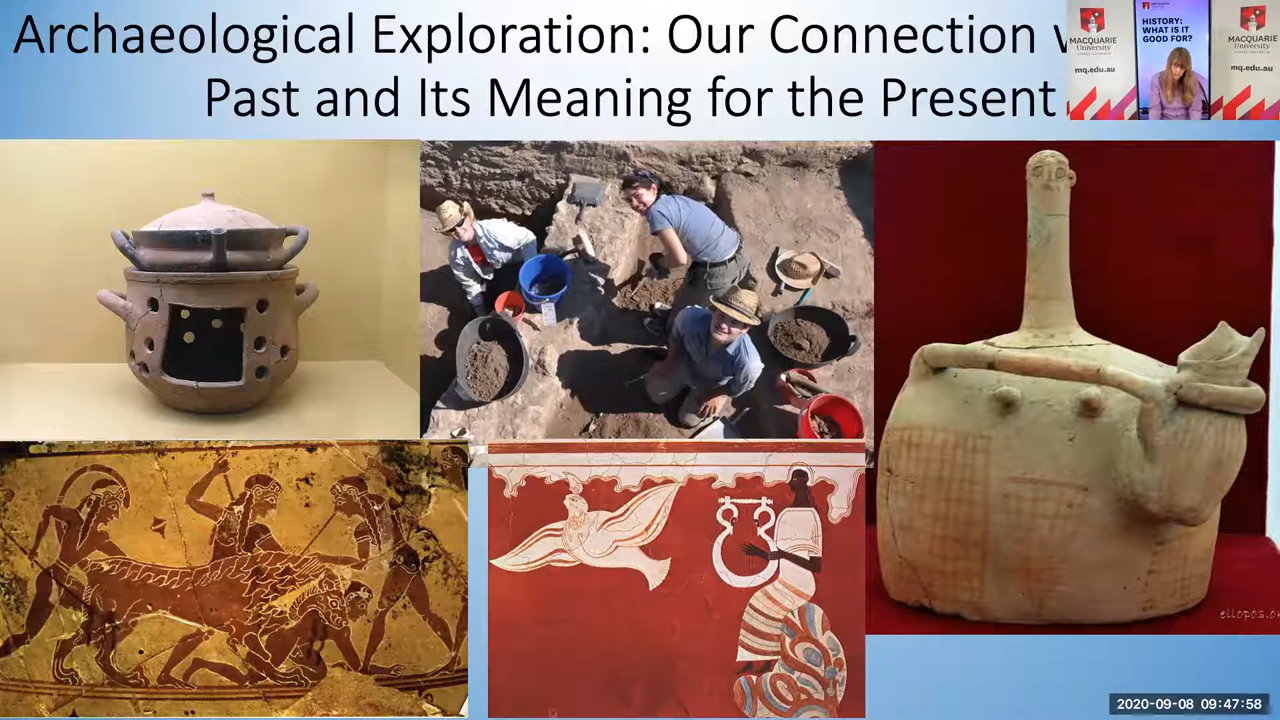 Archaeological Exploration: Our Connection
Past and Its Meaning for the Present
MACQUARIE
University
mq.edu.au
HISTORY:
WHAT IS IT
GOOD FOR?
MACQUARIE
University
mq.edu.au
ellopos.o
2020-09-08 09:47:58